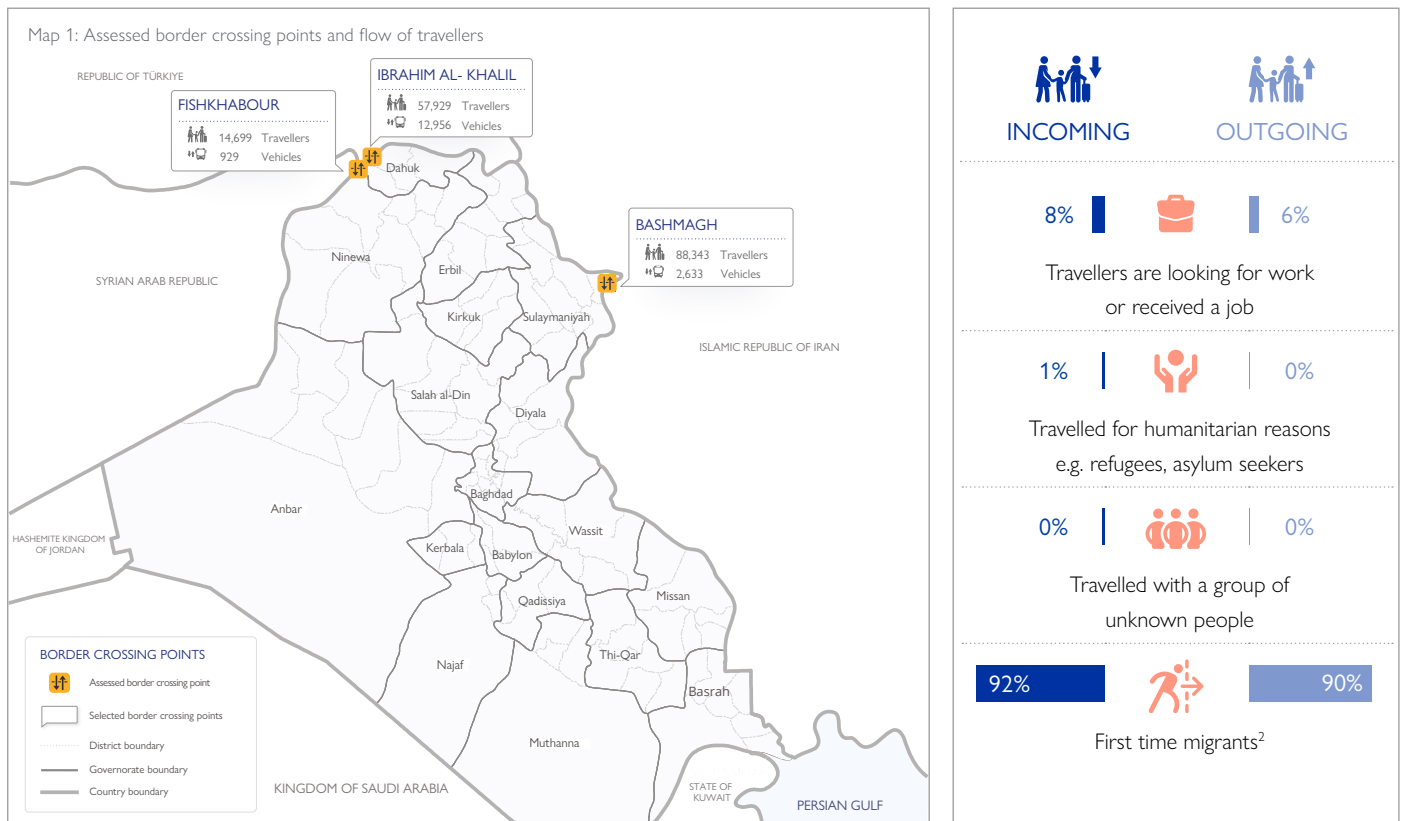 Map 1: Assessed border crossing points and flow of travellers
REPUBLIC OF TÜRKIYE
IBRAHIM AL- KHALIL
57,929 Travellers
12,956 Vehicles
FISHKHABOUR
14,699 Travellers
929 Vehicles
Dahuk
BASHMAGH
88,343 Travellers
2,633 Vehicles
Ninewa
Erbil
SYRIAN ARAB REPUBLIC
Kirkuk
Sulaymaniyah
ISLAMIC REPUBLIC OF IRAN
Salah al-Din
Diyala
Baghdad
Anbar
Wassit
HASHEMITE KINGDOM
OF JORDAN
Kerbala
Babylon
Qadissiya
Missan
Najaf
Thi-Qar
Basrah
Muthanna
KINGDOM OF SAUDI ARABIA
STATE OF
KUWAIT
PERSIAN GULF
BORDER CROSSING POINTS
Assessed border crossing point
Selected border crossing points
District boundary
Governorate boundary
Country boundary
INCOMING
OUTGOING
8%
6%
Travellers are looking for work
or received a job
1%
0%
Travelled for humanitarian reasons
e.g. refugees, asylum seekers
0%
0%
Travelled with a group of
unknown people
92%
90%
First time migrants²